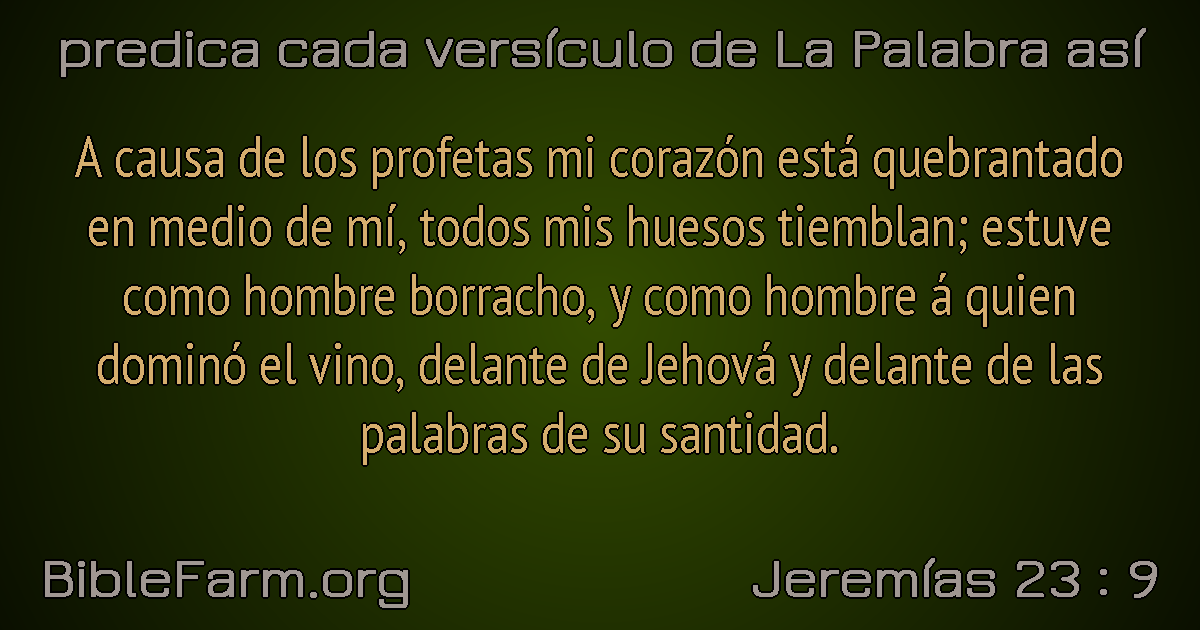 predica cada versículo de La Palabra así
A causa de los profetas mi corazón está quebrantado
en medio de mí, todos mis huesos tiemblan; estuve
como hombre borracho, y como hombre á quien
dominó el vino, delante de Jehová y delante de las
palabras de su santidad.
BibleFarm.org
Jeremías 23 : 9